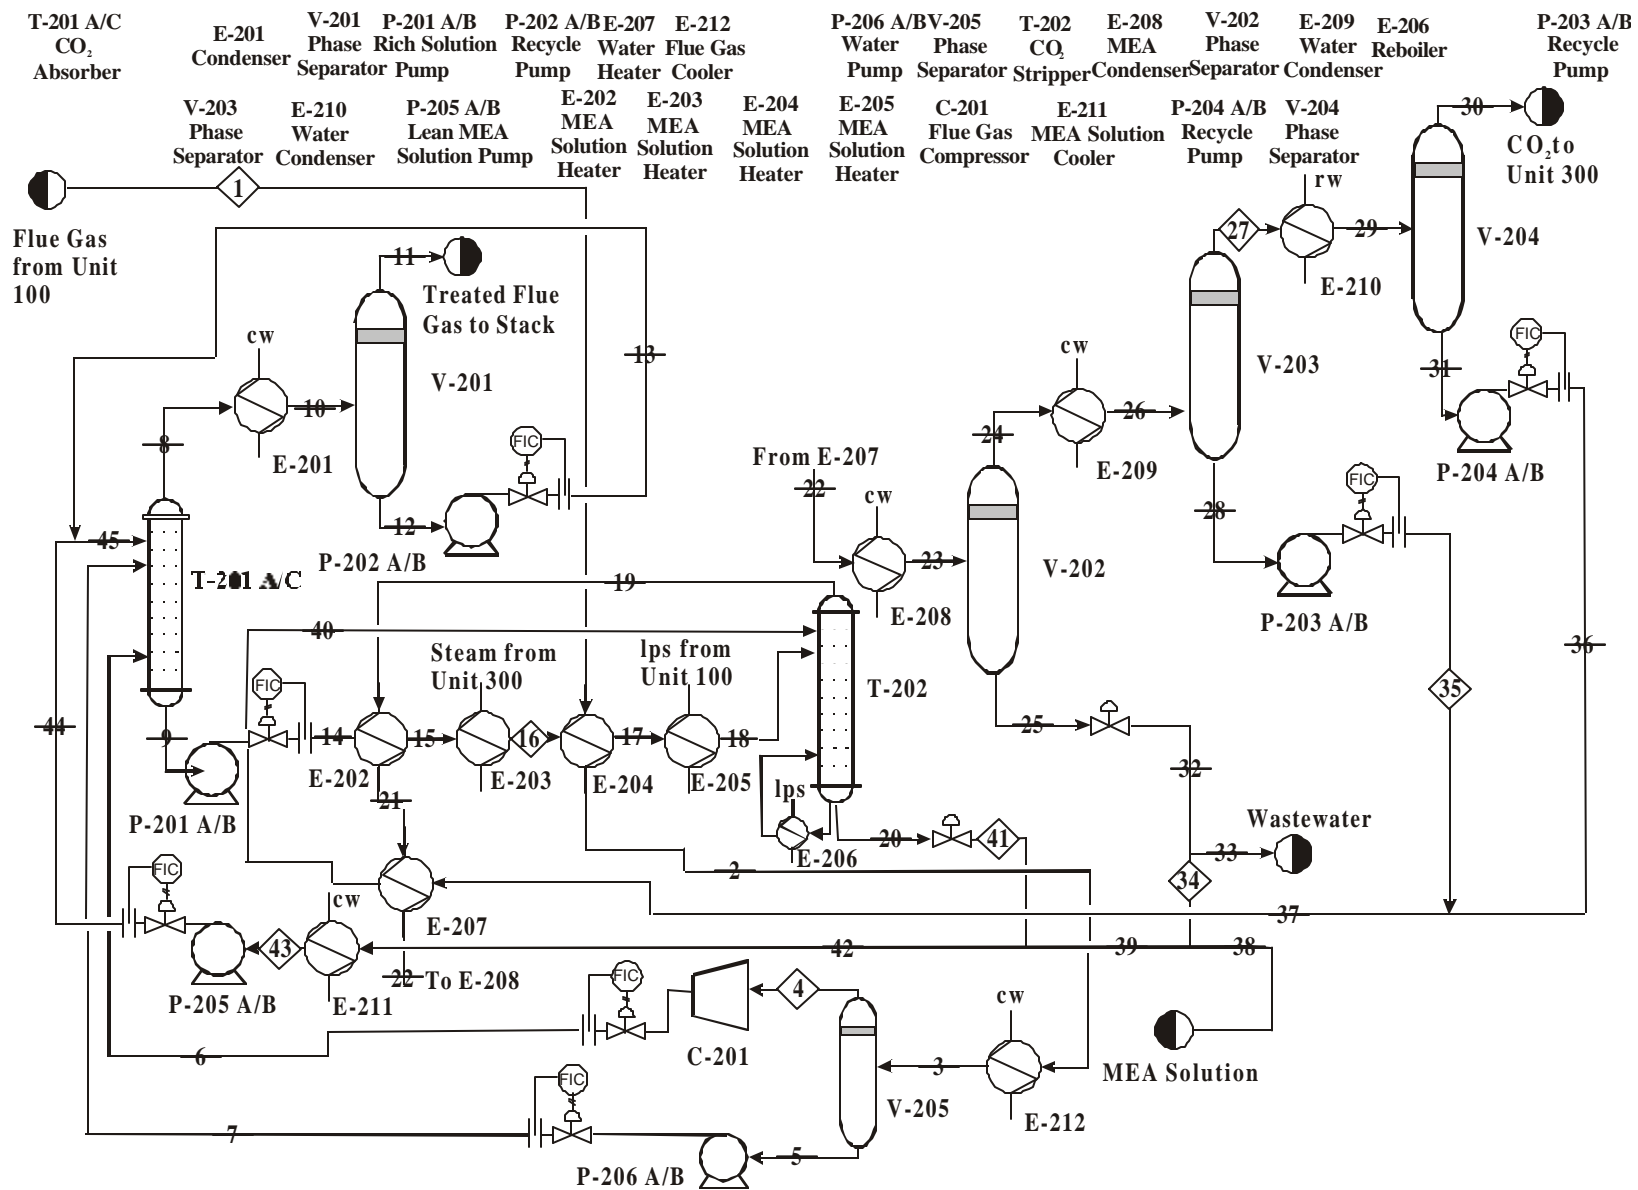 T-201 A/C
CO2
Absorber
E-201
Condenser
V-201
Phase
Separator
P-201 A/B
Rich Solution
Pump
P-202 A/B
Recycle
Pump
E-207
Water
Heater
E-212
Flue Gas
Cooler
P-206 A/B
Water
Pump
V-205
Phase
Separator
T-202
CO2
Stripper
E-208
MEA
Condenser
V-202
Phase
Separator
E-209
Water
Condenser
E-206
Reboiler
P-203 A/B
Recycle
Pump
V-203
Phase
Separator
E-210
Water
Condenser
P-205 A/B
Lean MEA
Solution Pump
E-202
MEA
Solution
Heater
E-203
MEA
Solution
Heater
E-204
MEA
Solution
Heater
E-205
MEA
Solution
Heater
C-201
Flue Gas
Compressor
E-211
MEA Solution
Cooler
P-204 A/B
Recycle
Pump
V-204
Phase
Separator
30
CO2 to
Unit 300
1
rw
Flue Gas
from Unit
100
11
Treated Flue
Gas to Stack
27
29
V-204
E-210
cw
13
FIC
V-201
cw
V-203
31
10
26
8
E-201
FIC
24
E-209
P-204 A/B
From E-207
22
cw
FIC
12
28
45
P-202 A/B
23
V-202
T-201 A/C
19
E-208
P-203 A/B
40
Steam from
Unit 300
lps from
Unit 100
36
FIC
T-202
35
44
9
14
15
16
17
18
25
E-202
E-203
E-204
E-205
32
lps
21
P-201 A/B
Wastewater
20
41
33
E-206
FIC
2
34
cw
E-207
37
43
42
39
38
22
To E-208
FIC
E-211
P-205 A/B
4
cw
6
C-201
3
MEA Solution
FIC
V-205
E-212
7
5
P-206 A/B